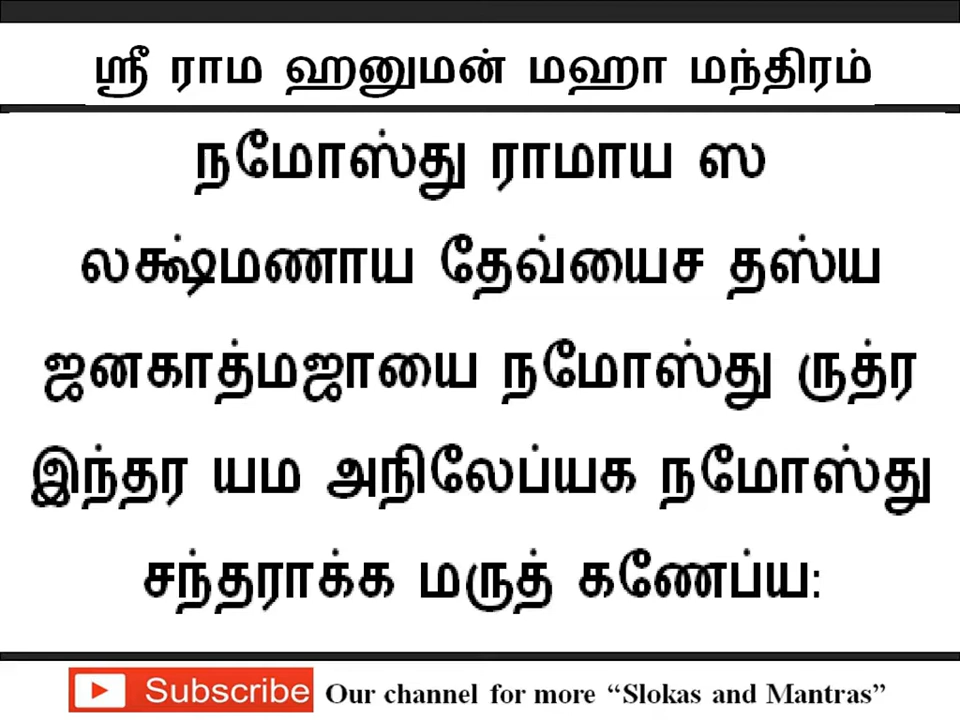 ஸ்ரீ ராம ஹனுமன் மஹா மந்திரம்
நமோஸ்து ராமாய ஸ
லக்ஷ்மணாய தேவ்யைச தஸ்ய
ஜனகாத்மஜாயை நமோஸ்து ருத்ர
இந்தர யம அநிலேப்யக நமோஸ்து
சந்தராக்க மருத் கணேப்ய:
Subscribe Our channel for more “Slokas and Mantras”